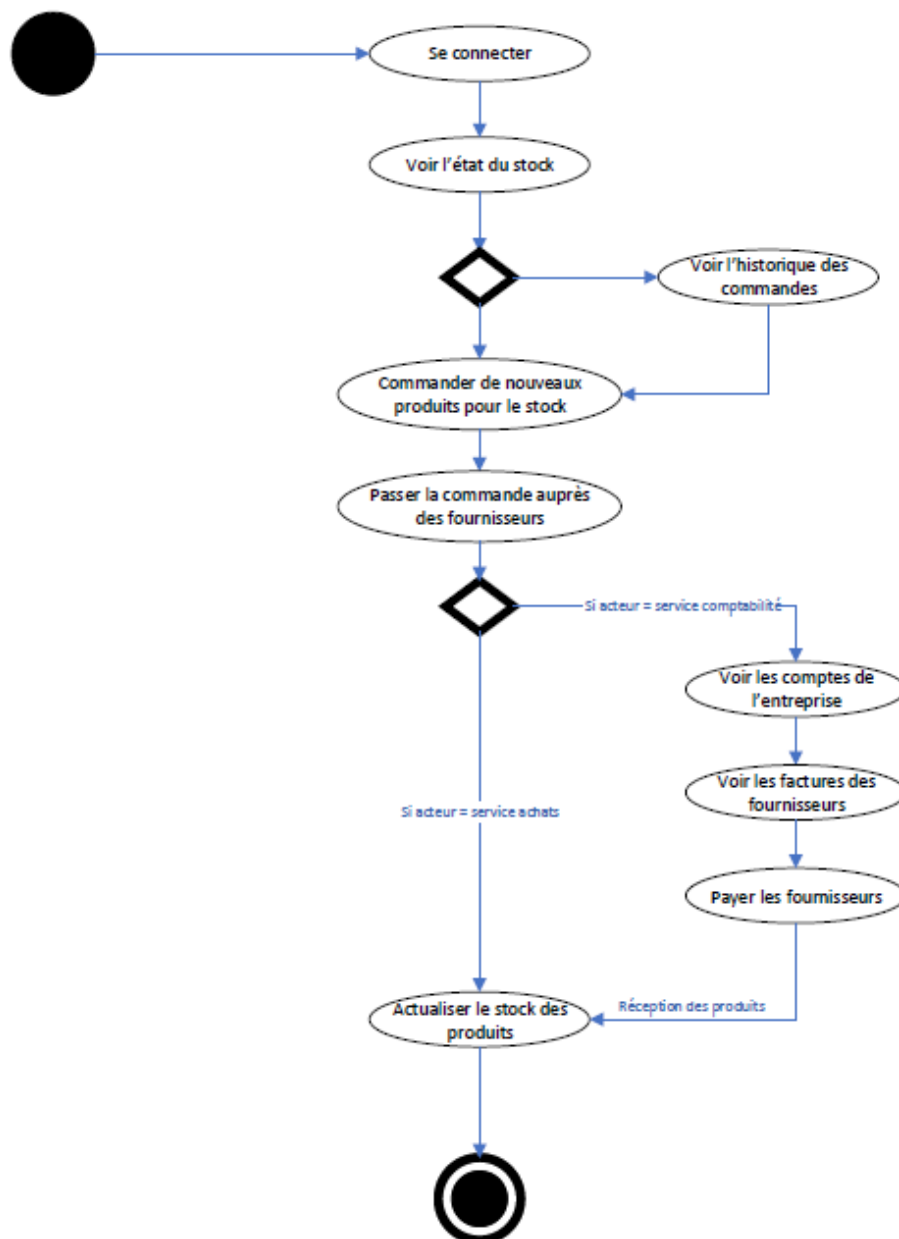 Se connecter
Voir l'état du stock
Voir l'historique des
commandes
Commander de nouveaux
produits pour le stock
Passer la commande auprès
des fournisseurs
Si acteur = service comptabilité
Voir les comptes de
l'entreprise
Voir les factures des
fournisseurs
Si acteur = service achats
Payer les fournisseurs
Actualiser le stock des
produits
Réception des produits